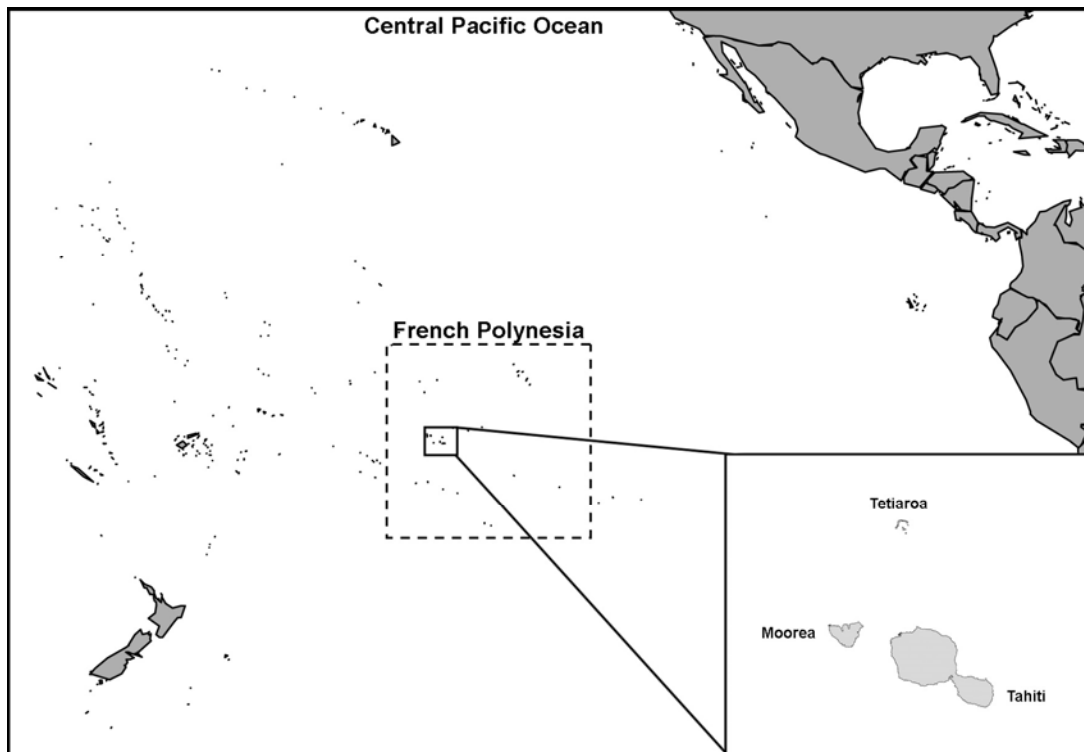 Central Pacific Ocean
French Polynesia
Tetiaroa
Moorea
Tahiti